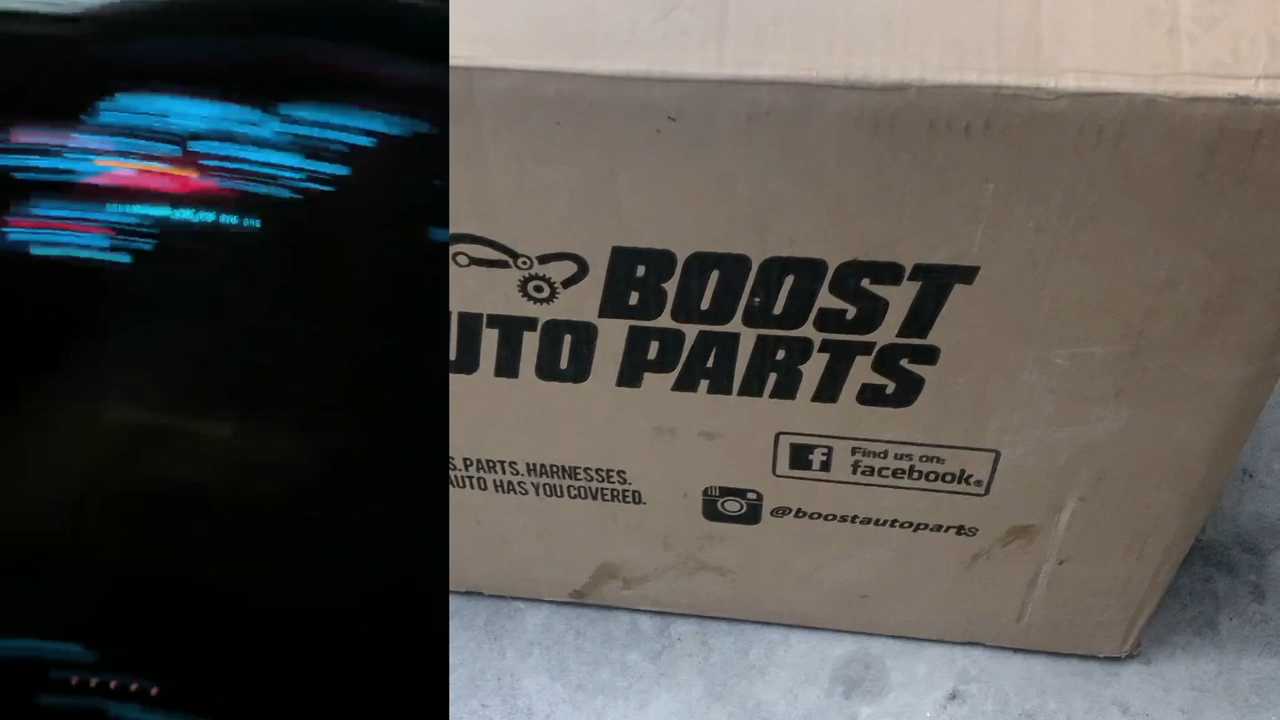 BOOST
UTO PARTS
S. PARTS. HARNESSES.
AUTO HAS YOU COVERED.
Find us on:
facebook®
@boostautoparts